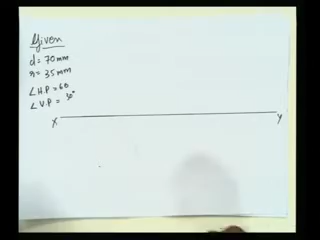 Given
d = 70mm
r = 35mm
∠H.P = 60
∠V.P = 30°
X Y